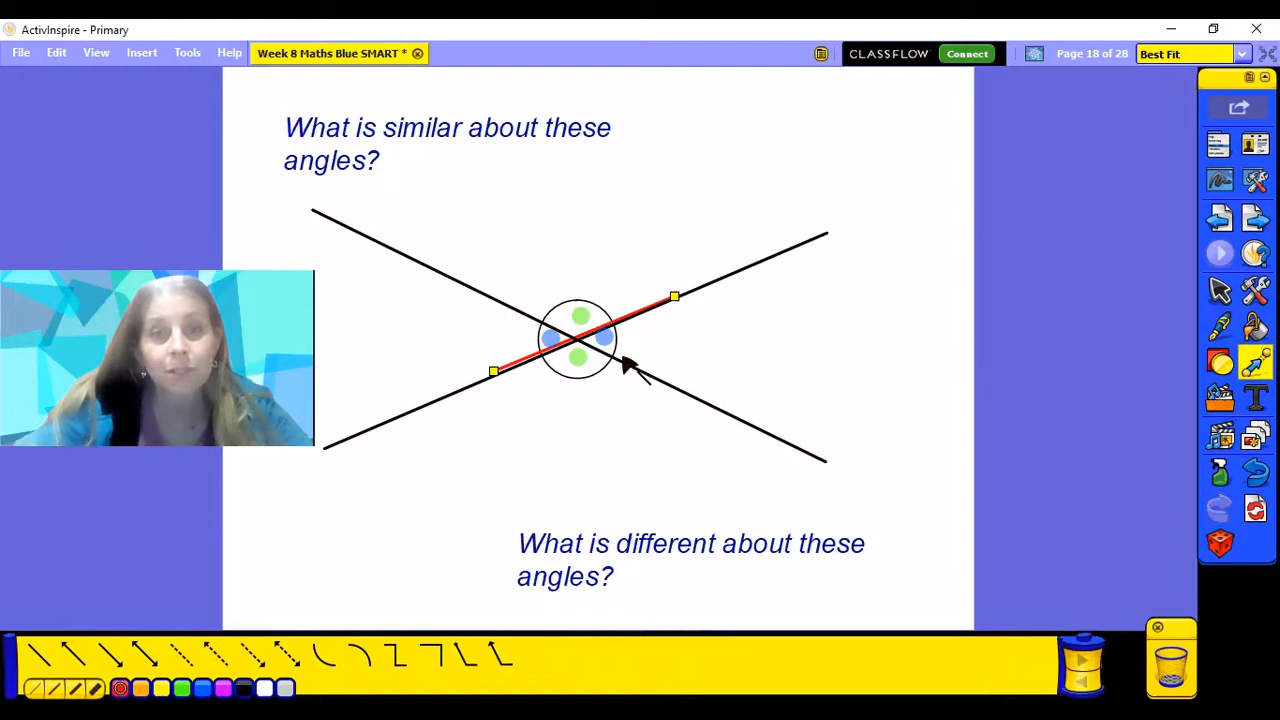 ActivInspire - Primary
File Edit View Insert Tools Help Week 8 Maths Blue SMART * CLASSFLOW Connect Page 18 of 28 Best Fit
What is similar about these
angles?
What is different about these
angles?